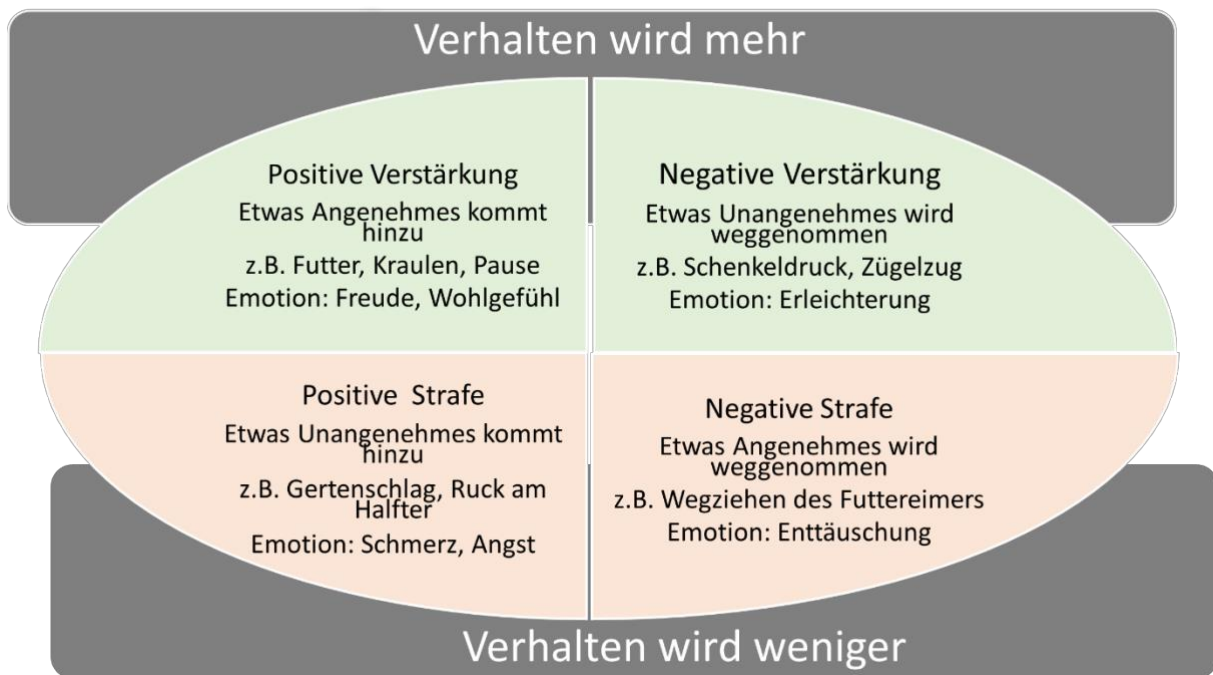 Verhalten wird mehr
Positive Verstärkung
Etwas Angenehmes kommt
hinzu
z.B. Futter, Kraulen, Pause
Emotion: Freude, Wohlgefühl
Negative Verstärkung
Etwas Unangenehmes wird
weggenommen
z.B. Schenkeldruck, Zügelzug
Emotion: Erleichterung
Positive Strafe
Etwas Unangenehmes kommt
hinzu
z.B. Gertenschlag, Ruck am
Halfter
Emotion: Schmerz, Angst
Negative Strafe
Etwas Angenehmes wird
weggenommen
z.B. Wegziehen des Futtereimers
Emotion: Enttäuschung
Verhalten wird weniger